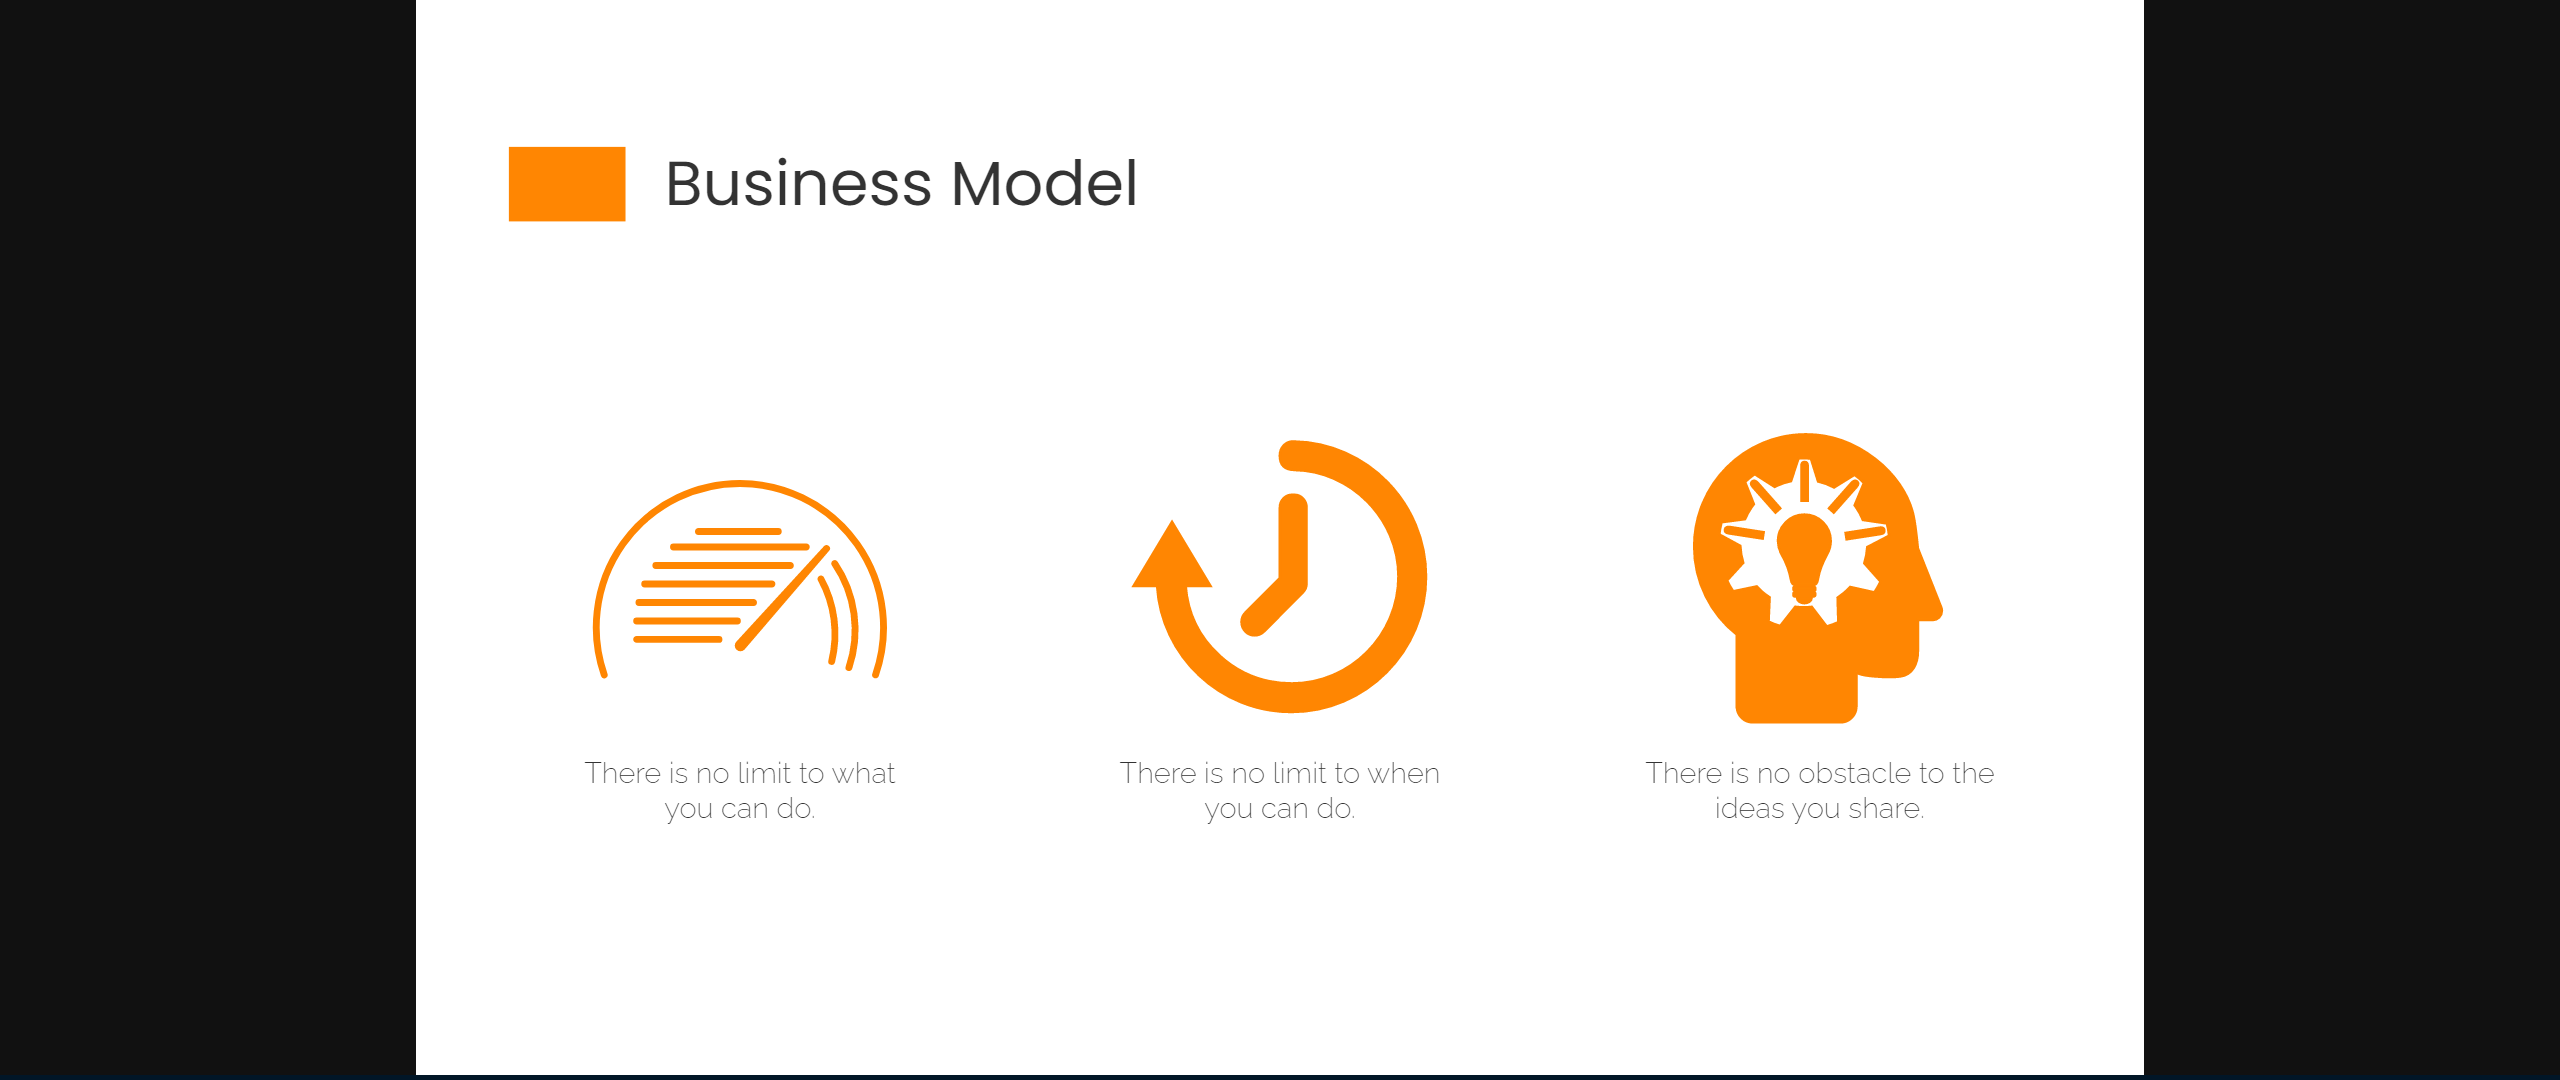 Business Model
There is no limit to what
you can do.
There is no limit to when
you can do.
There is no obstacle to the
ideas you share.